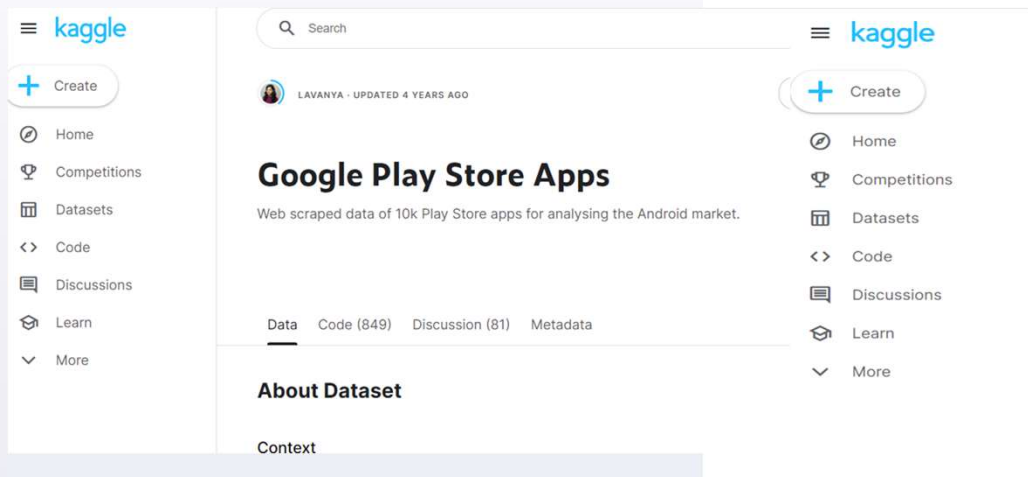 kaggle
Create
Home
Competitions
Datasets
Code
Discussions
Learn
More
Search
LAVANYA · UPDATED 4 YEARS AGO
Google Play Store Apps
Web scraped data of 10k Play Store apps for analysing the Android market.
Data Code (849) Discussion (81) Metadata
About Dataset
Context
kaggle
Create
Home
Competitions
Datasets
Code
Discussions
Learn
More